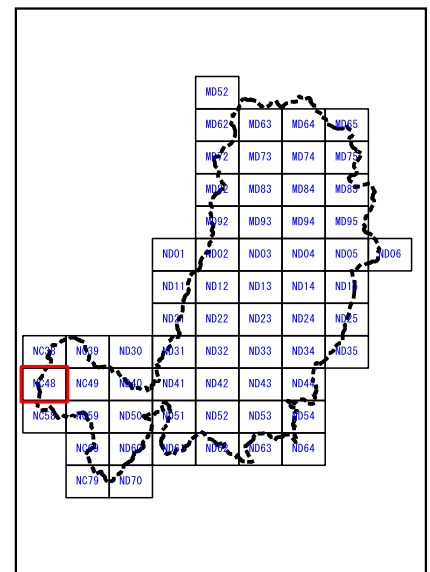 MD52
MD62 MD63 MD64 MD65
MD72 MD73 MD74 MD75
MD82 MD83 MD84 MD85
MD92 MD93 MD94 MD95
ND01 ND02 ND03 ND04 ND05 ND06
ND11 ND12 ND13 ND14 ND15
ND21 ND22 ND23 ND24 ND25
NC38 NC39 ND30 ND31 ND32 ND33 ND34 ND35
NC48 NC49 ND40 ND41 ND42 ND43 ND44
NC58 NC59 ND50 ND51 ND52 ND53 ND54
NC69 ND60 ND61 ND62 ND63 ND64
NC79 ND70